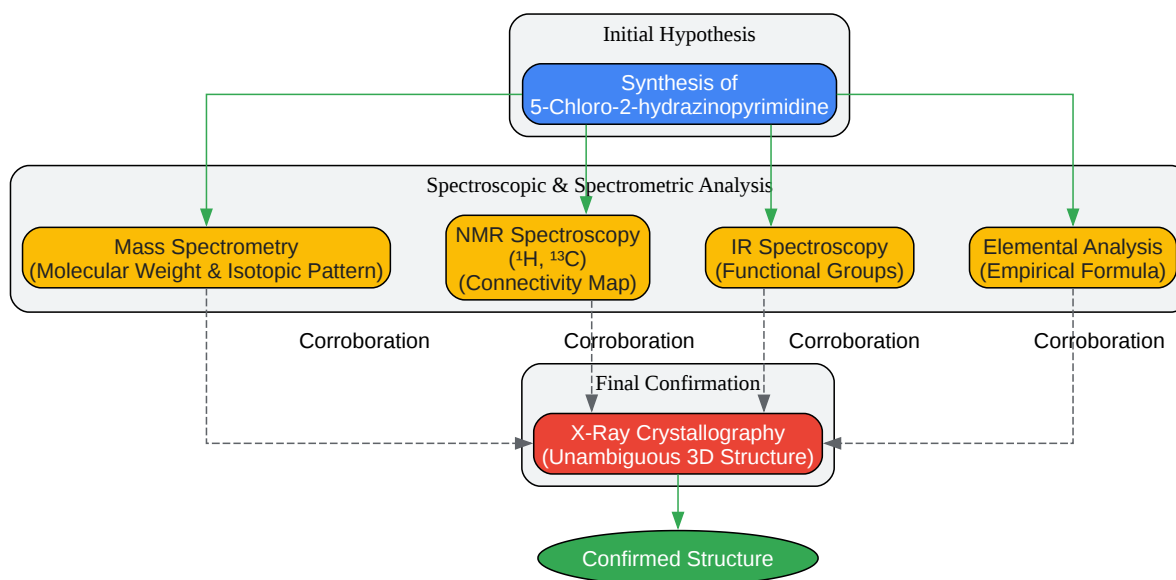 Initial Hypothesis
Synthesis of
5-Chloro-2-hydrazinopyrimidine
Spectroscopic & Spectrometric Analysis
Mass Spectrometry
(Molecular Weight & Isotopic Pattern)
NMR Spectroscopy
(¹H, ¹³C)
(Connectivity Map)
IR Spectroscopy
(Functional Groups)
Elemental Analysis
(Empirical Formula)
Corroboration
Corroboration
Corroboration
Corroboration
Final Confirmation
X-Ray Crystallography
(Unambiguous 3D Structure)
Confirmed Structure